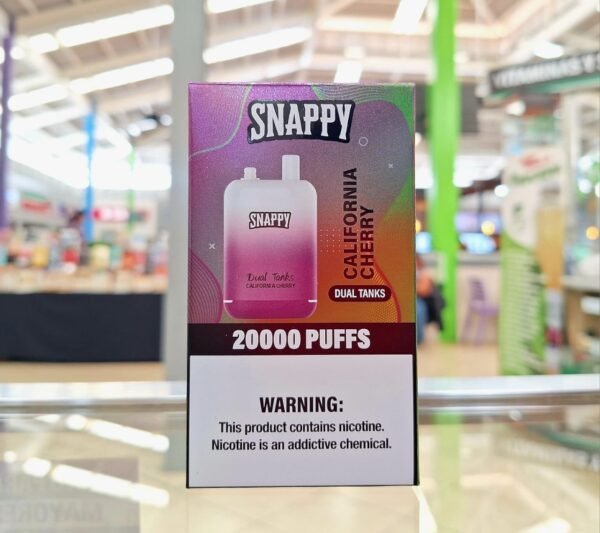 SNAPPY
SNAPPY
Dual Tanks
CALIFORNIA CHERRY
CALIFORNIA
CHERRY
DUAL TANKS
20000 PUFFS
WARNING:
This product contains nicotine.
Nicotine is an addictive chemical.